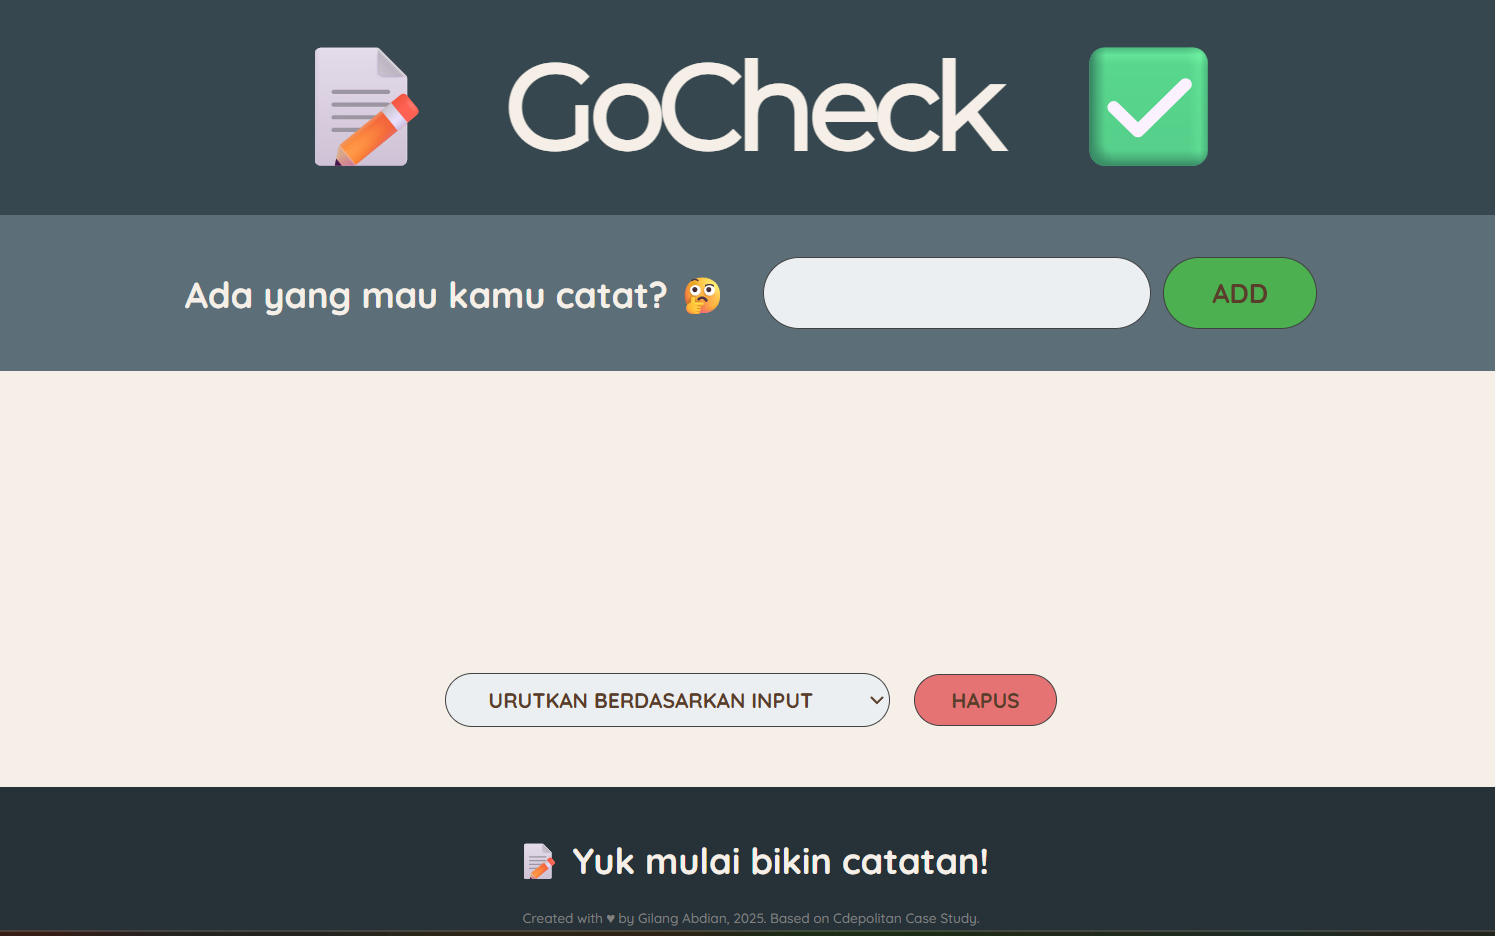 GoCheck
Ada yang mau kamu catat? 🤔
ADD
URUTKAN BERDASARKAN INPUT
HAPUS
📝 Yuk mulai bikin catatan!
Created with ♥ by Gilang Abdian, 2025. Based on Cdepolitan Case Study.